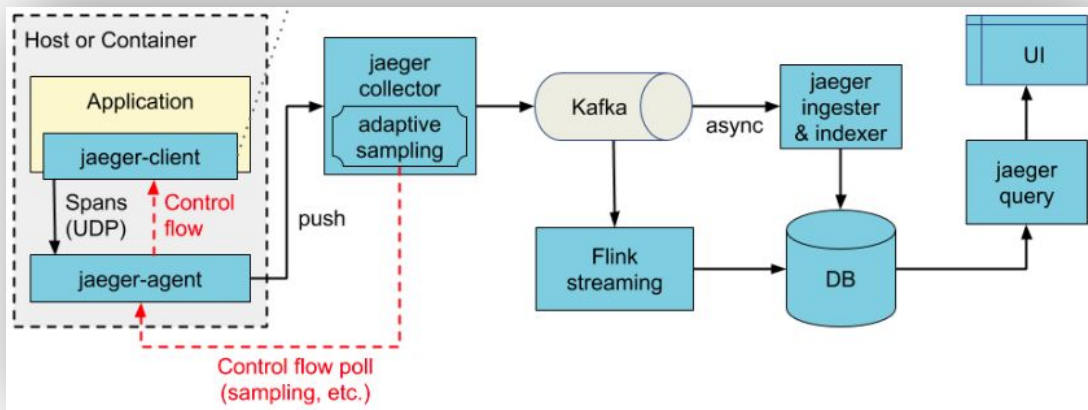 Host or Container
Application
jaeger-client
Spans
(UDP)
Control
flow
jaeger-agent
push
jaeger
collector
adaptive
sampling
Control flow poll
(sampling, etc.)
Kafka
async
jaeger
ingester
& indexer
Flink
streaming
DB
UI
jaeger
query